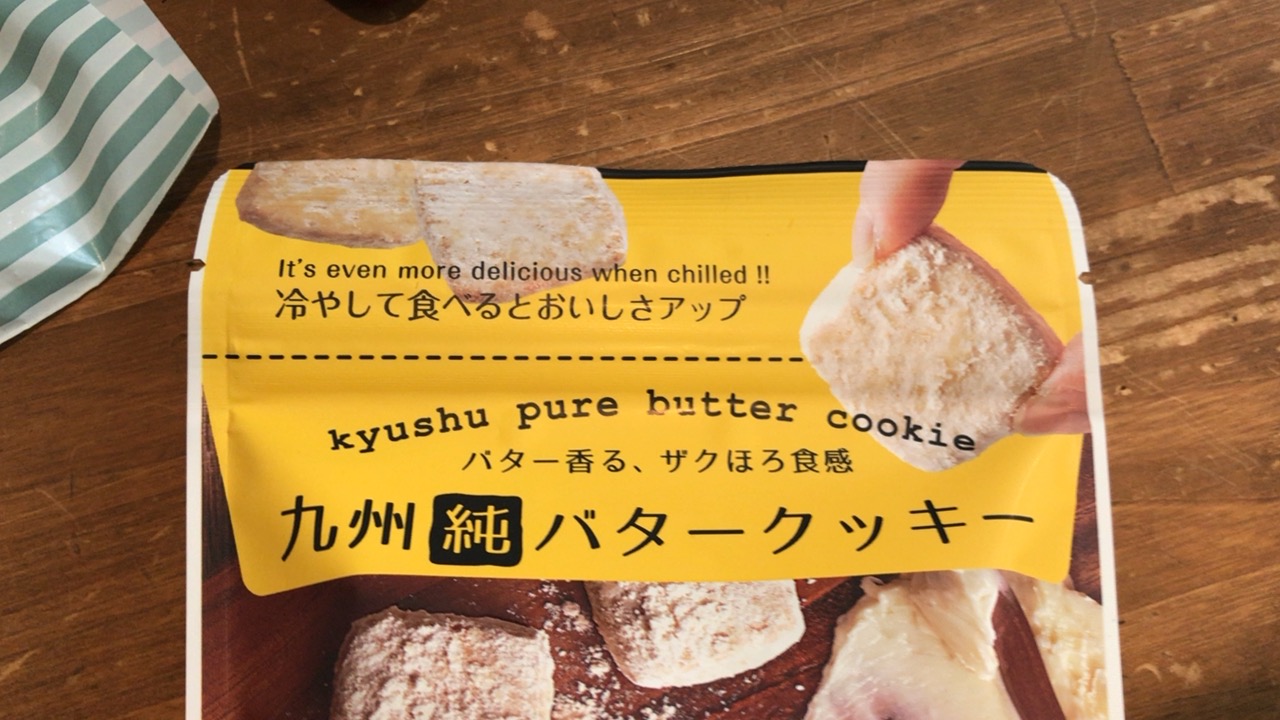 It's even more delicious when chilled !!
冷やして食べるとおいしさアップ
kyushu pure butter cookie
バター香る、ザクほろ食感
九州純バタークッキー